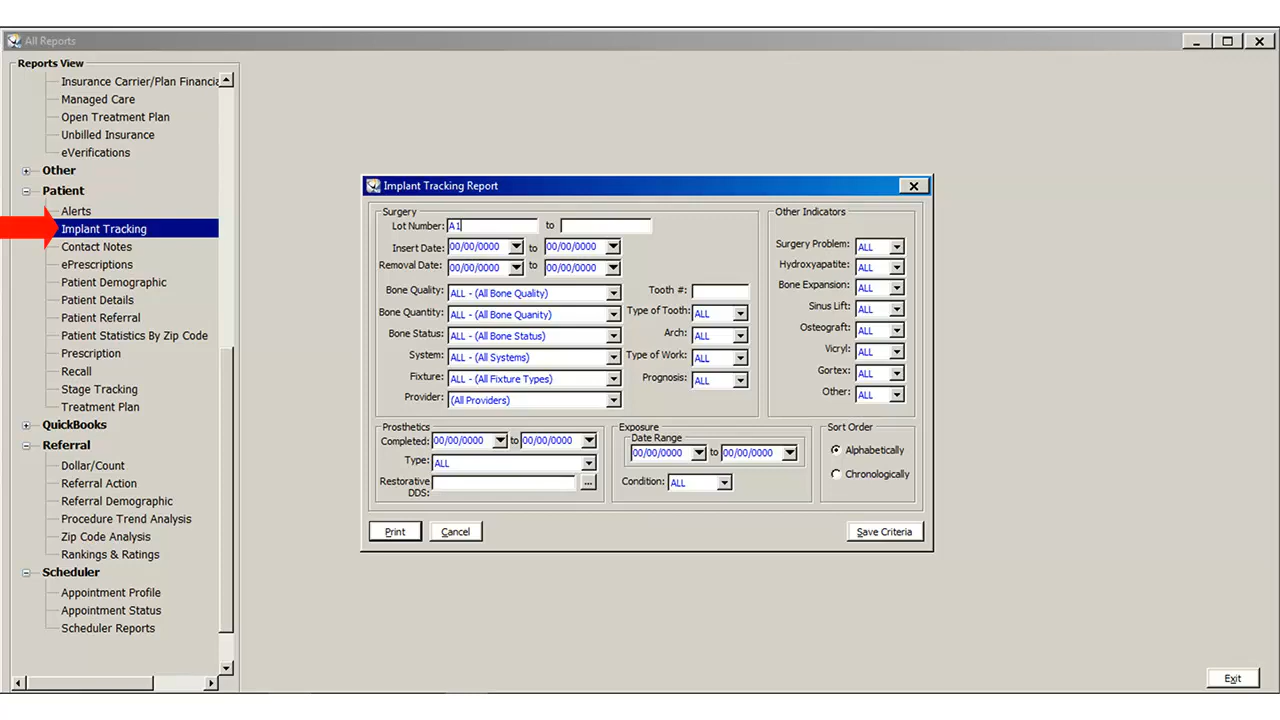 All Reports
Reports View
Insurance Carrier/Plan Financia
Managed Care
Open Treatment Plan
Unbilled Insurance
eVerifications
Other
Patient
Alerts
Implant Tracking
Contact Notes
ePrescriptions
Patient Demographic
Patient Details
Patient Referral
Patient Statistics By Zip Code
Prescription
Recall
Stage Tracking
Treatment Plan
QuickBooks
Referral
Dollar/Count
Referral Action
Referral Demographic
Procedure Trend Analysis
Zip Code Analysis
Rankings & Ratings
Scheduler
Appointment Profile
Appointment Status
Scheduler Reports
Implant Tracking Report
Surgery
Lot Number: A1 to
Insert Date: 00/00/0000 to 00/00/0000
Removal Date: 00/00/0000 to 00/00/0000
Bone Quality: ALL - (All Bone Quality)
Bone Quantity: ALL - (All Bone Quanity)
Bone Status: ALL - (All Bone Status)
System: ALL - (All Systems)
Fixture: ALL - (All Fixture Types)
Provider: (All Providers)
Tooth #:
Type of Tooth: ALL
Arch: ALL
Type of Work: ALL
Prognosis: ALL
Other Indicators
Surgery Problem: ALL
Hydroxyapatite: ALL
Bone Expansion: ALL
Sinus Lift: ALL
Osteograft: ALL
Vicryl: ALL
Gortex: ALL
Other: ALL
Prosthetics
Completed: 00/00/0000 to 00/00/0000
Type: ALL
Restorative
DDS:
...
Exposure
Date Range
00/00/0000 to 00/00/0000
Condition: ALL
Sort Order
Alphabetically
Chronologically
Print
Cancel
Save Criteria
Exit